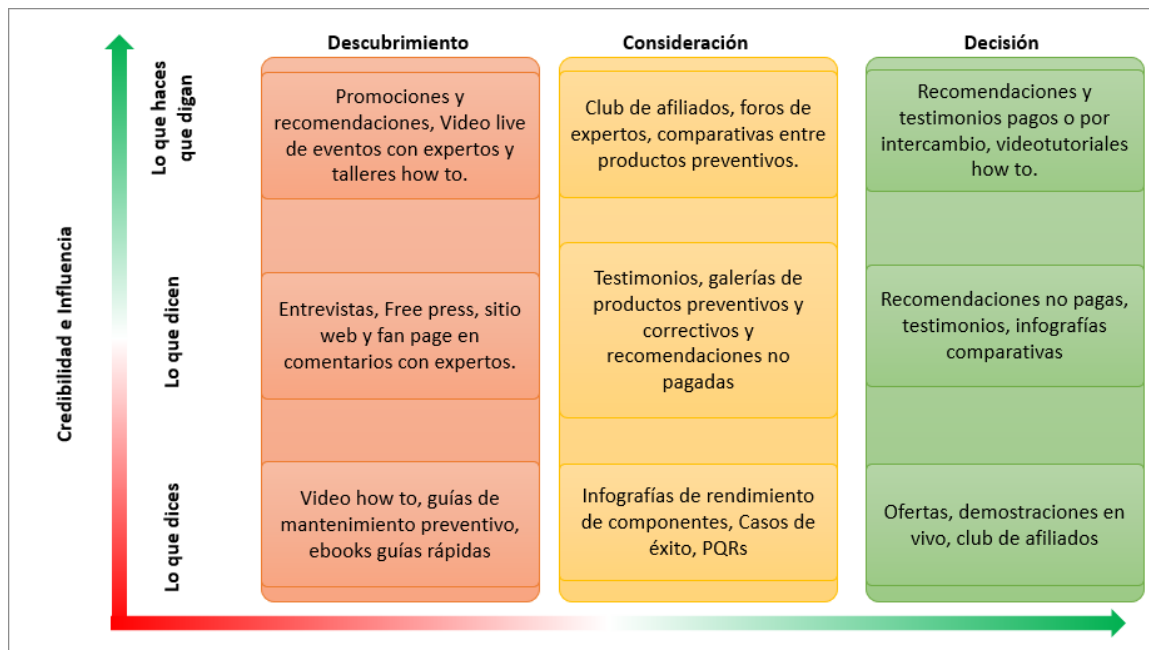 Descubrimiento
Consideración
Decisión
Credibilidad e Influencia
Lo que haces
que digan
Promociones y
recomendaciones, Video live
de eventos con expertos y
talleres how to.
Club de afiliados, foros de
expertos, comparativas entre
productos preventivos.
Recomendaciones y
testimonios pagos o por
intercambio, videotutoriales
how to.
Lo que dicen
Entrevistas, Free press, sitio
web y fan page en
comentarios con expertos.
Testimonios, galerías de
productos preventivos y
correctivos y
recomendaciones no
pagadas
Recomendaciones no pagas,
testimonios, infografías
comparativas
Lo que dices
Video how to, guías de
mantenimiento preventivo,
ebooks guías rápidas
Infografías de rendimiento
de componentes, Casos de
éxito, PQRs
Ofertas, demostraciones en
vivo, club de afiliados